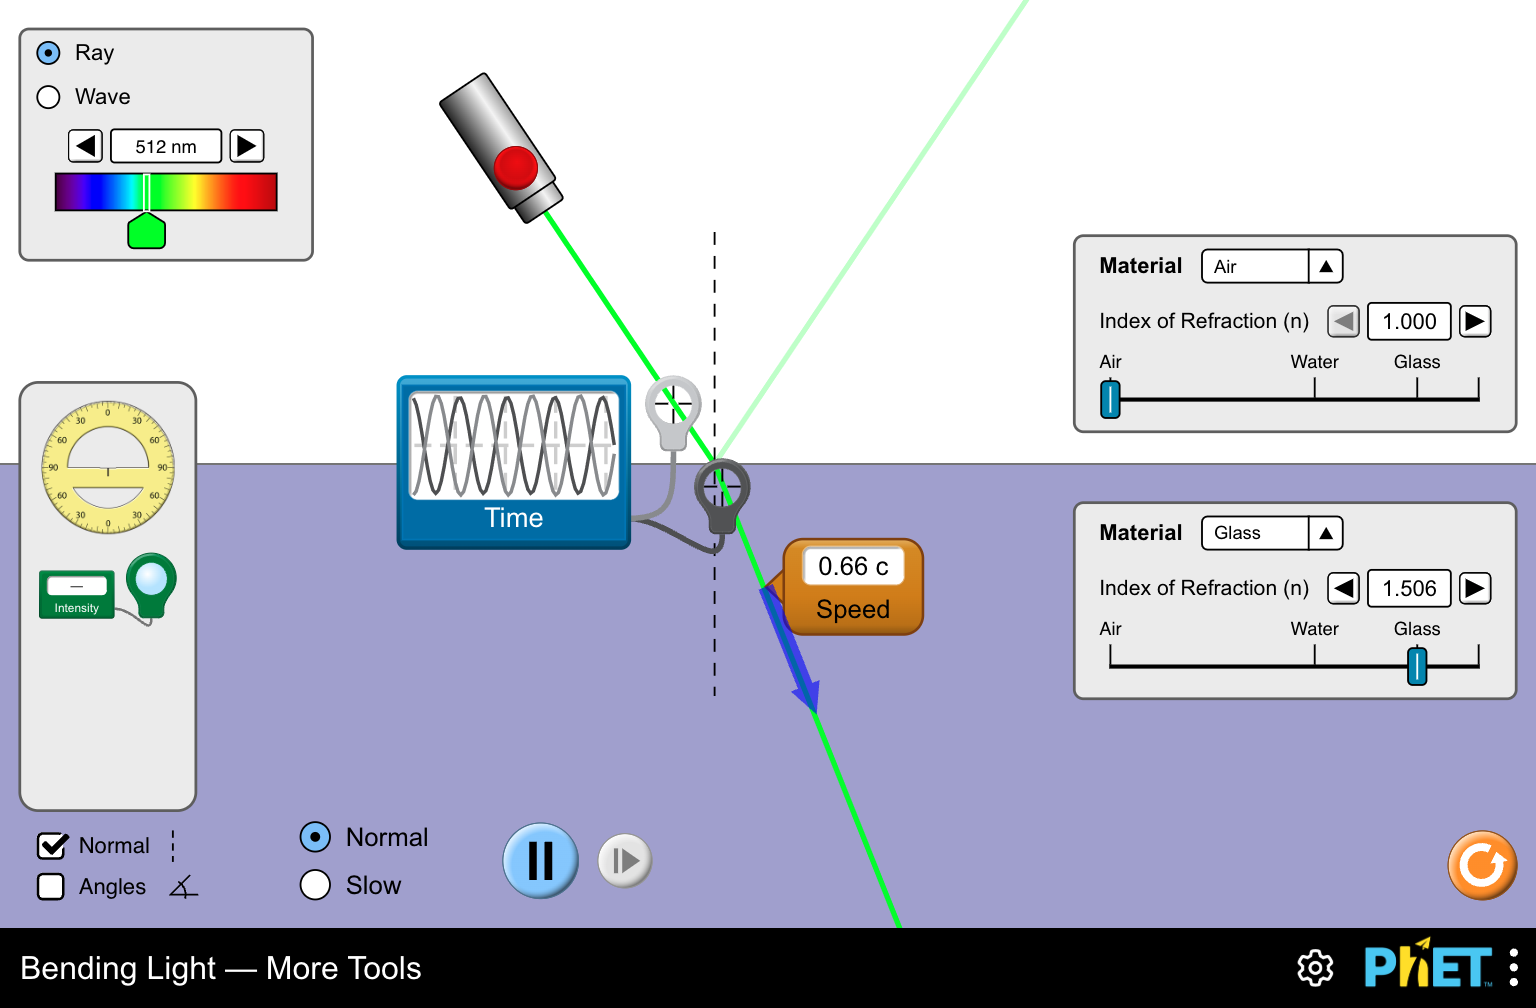 Ray
Wave
512 nm
Material Air
Index of Refraction (n) 1.000
Air Water Glass
0
30 30
60 60
90 90
60 60
30 30
0
—
Intensity
Time
0.66 c
Speed
Material Glass
Index of Refraction (n) 1.506
Air Water Glass
Normal
Angles
Normal
Slow
Bending Light — More Tools
PhET